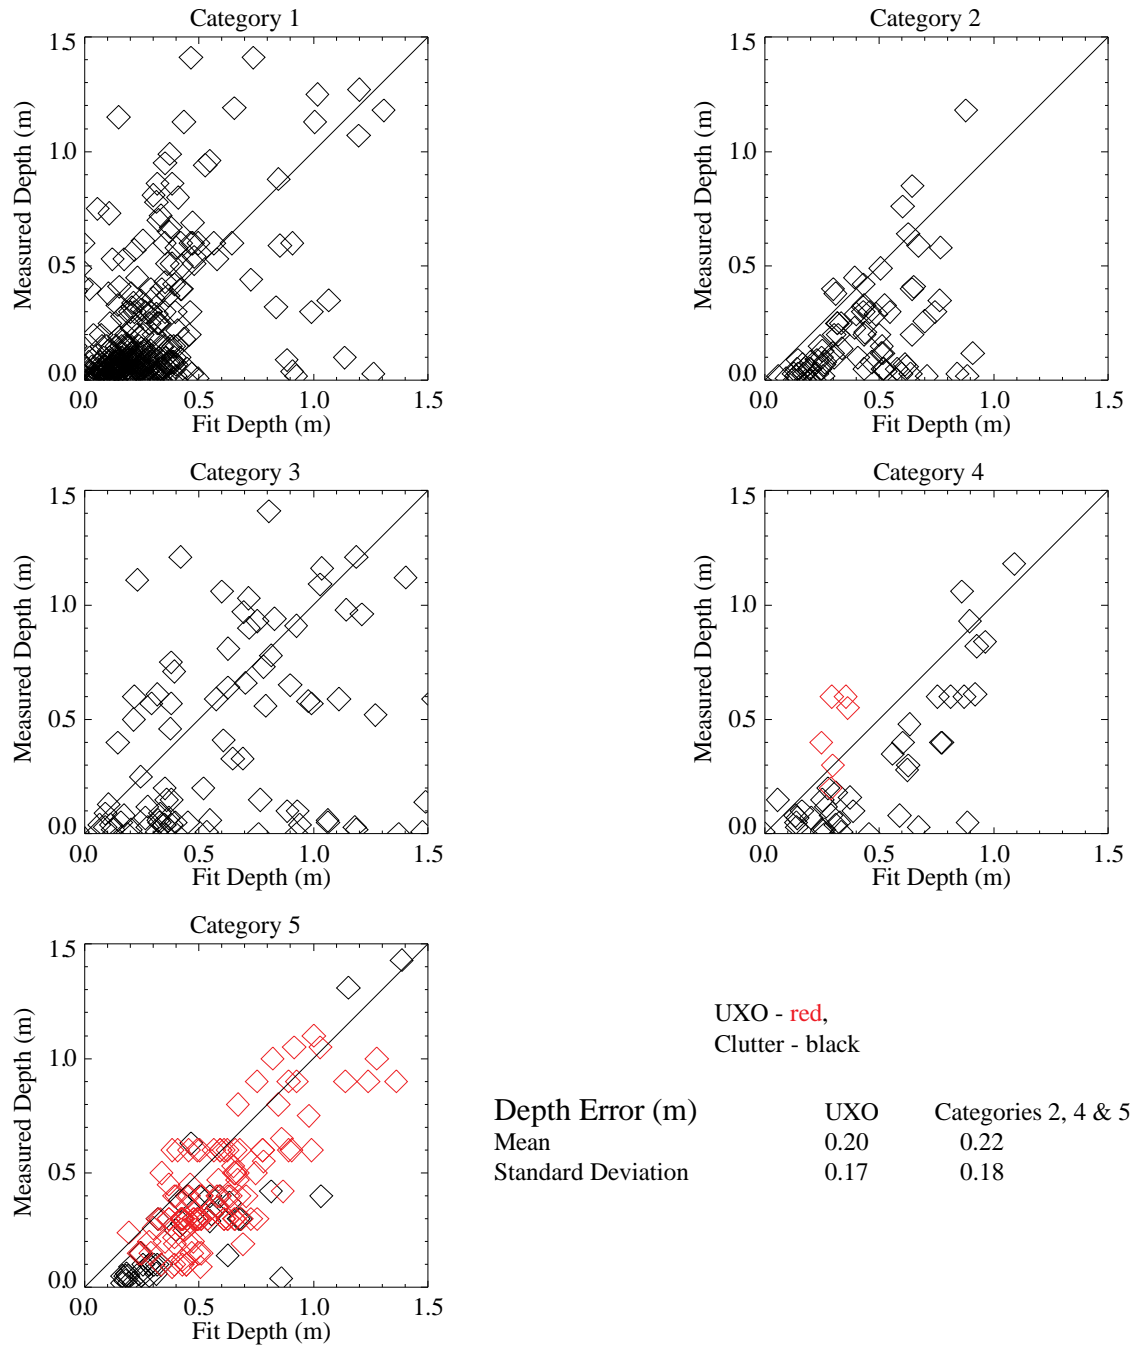 Category 1
Measured Depth (m)
1.5
1.0
0.5
0.0
0.0 0.5 1.0 1.5
Fit Depth (m)
Category 2
Measured Depth (m)
1.5
1.0
0.5
0.0
0.0 0.5 1.0 1.5
Fit Depth (m)
Category 3
Measured Depth (m)
1.5
1.0
0.5
0.0
0.0 0.5 1.0 1.5
Fit Depth (m)
Category 4
Measured Depth (m)
1.5
1.0
0.5
0.0
0.0 0.5 1.0 1.5
Fit Depth (m)
Category 5
Measured Depth (m)
1.5
1.0
0.5
0.0
0.0 0.5 1.0 1.5
Fit Depth (m)
UXO - red,
Clutter - black
Depth Error (m) UXO Categories 2, 4 & 5
Mean 0.20 0.22
Standard Deviation 0.17 0.18